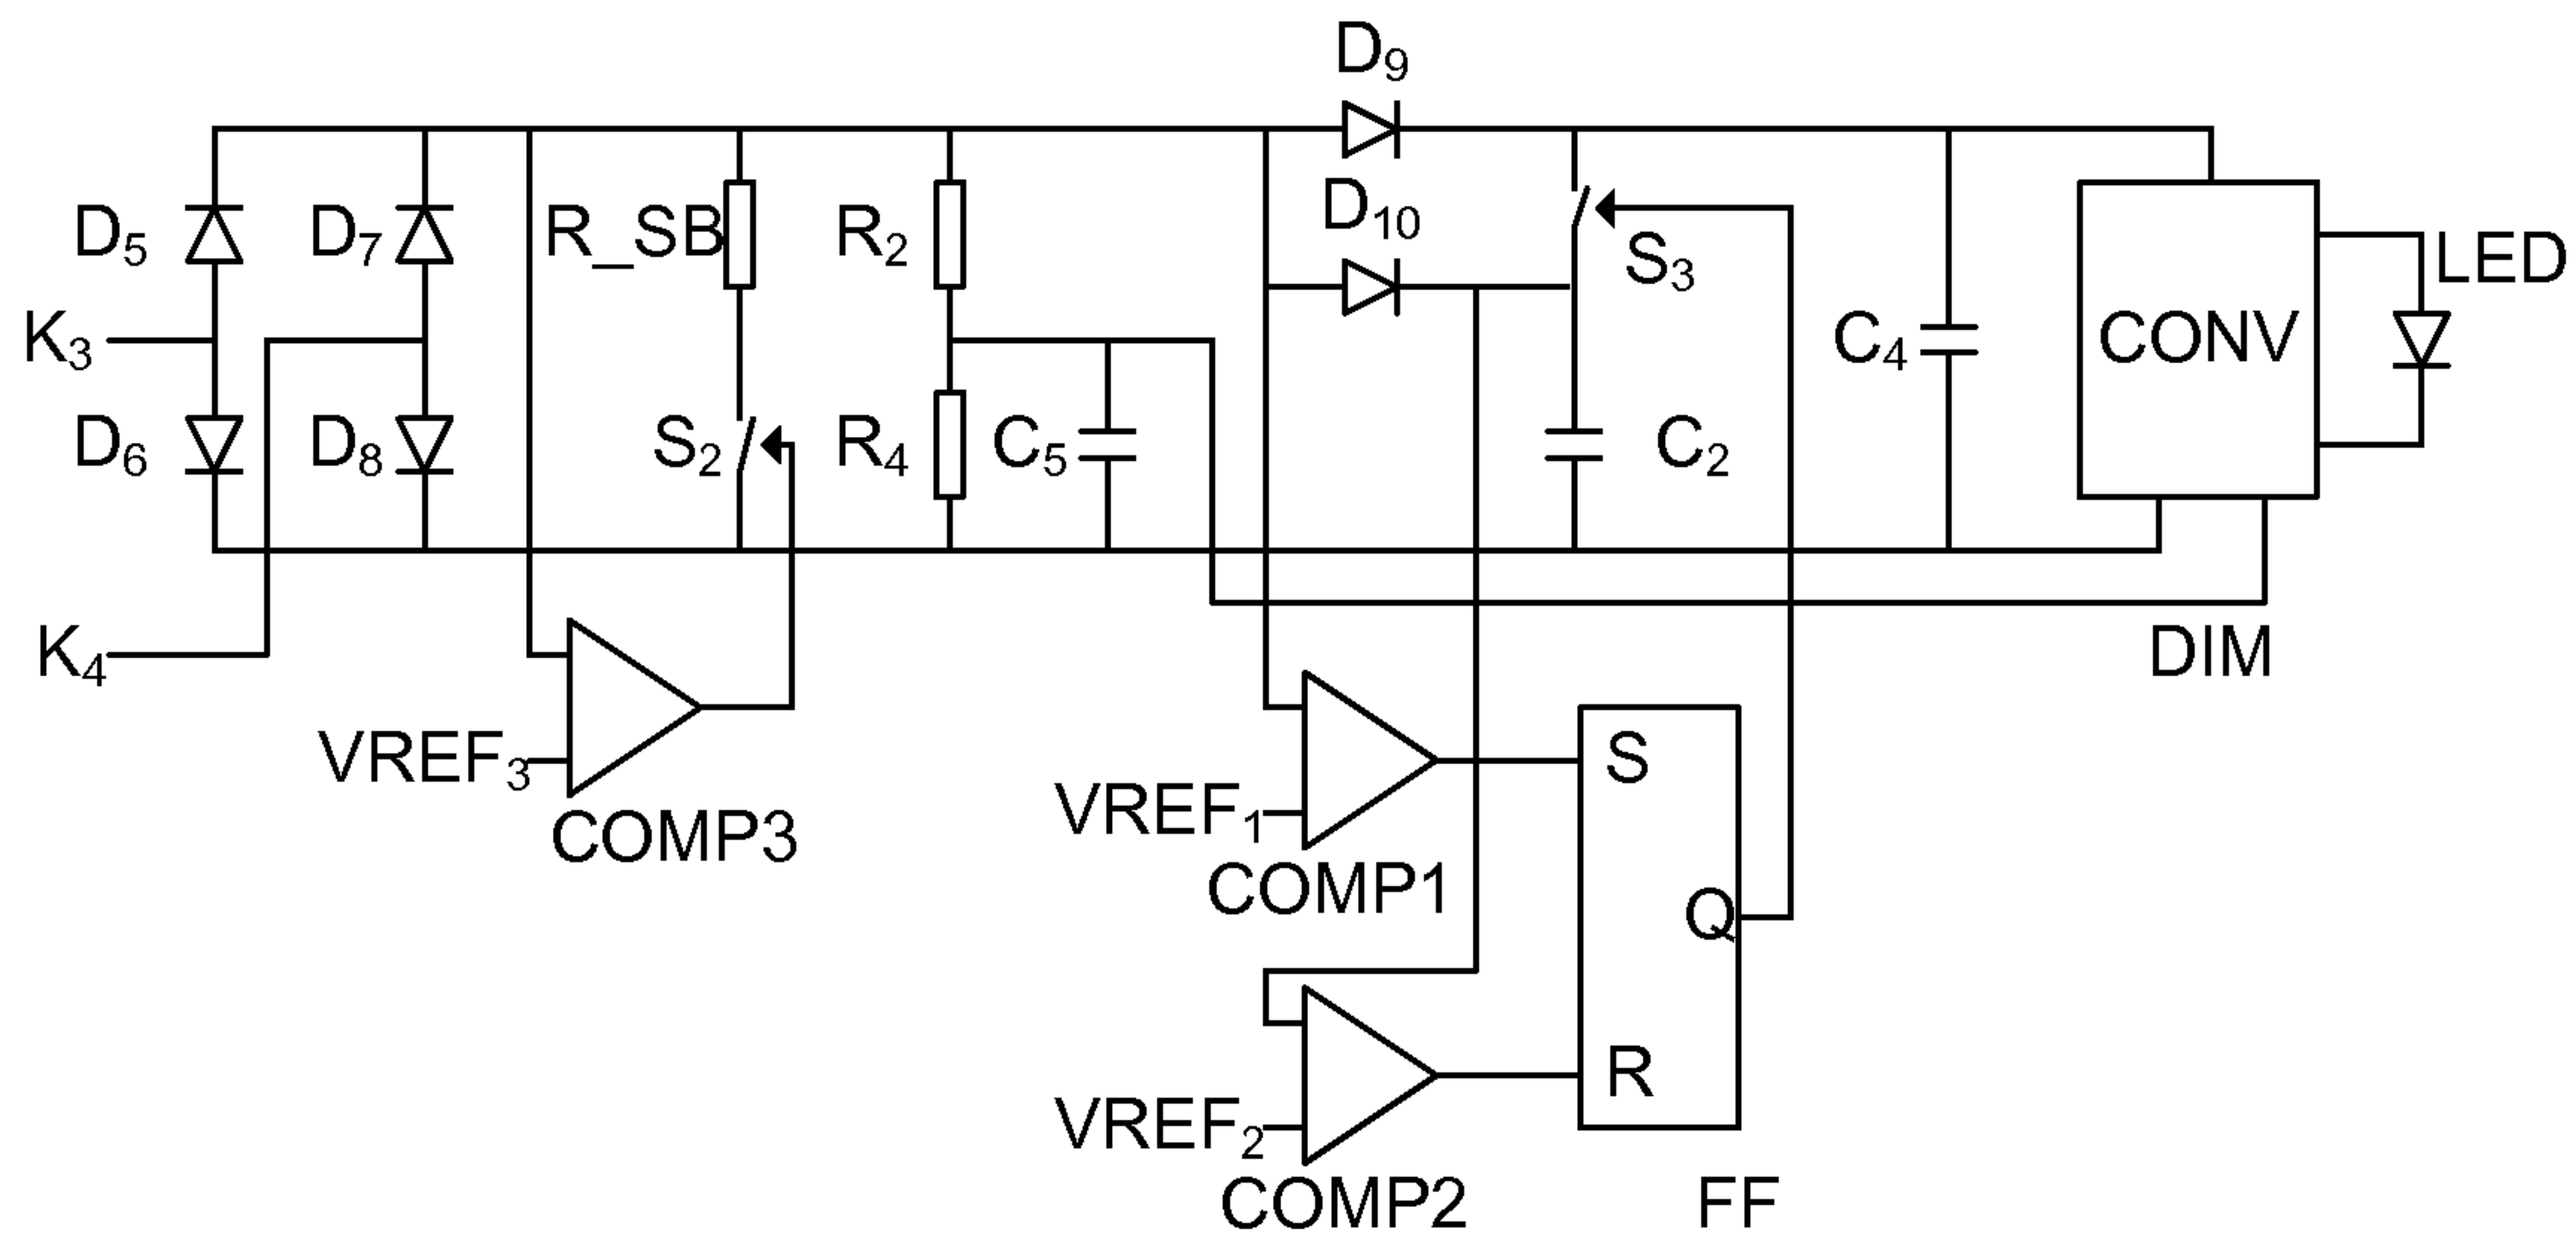 D9
D10
D5
D7
R_SB
R2
S3
LED
K3
C4
CONV
D6
D8
S2
R4
C5
C2
K4
DIM
VREF3
S
COMP3
VREF1
COMP1
Q
R
VREF2
COMP2
FF